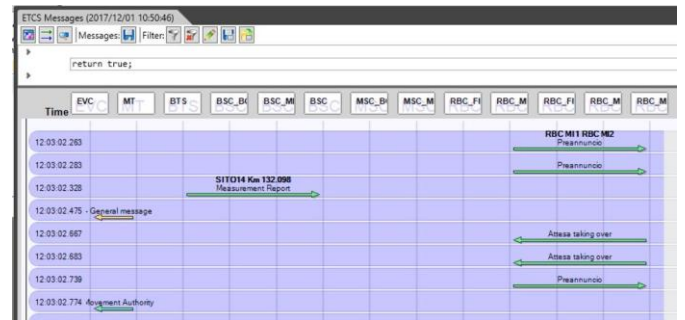 ETCS Messages (2017/12/01 10:50:46)
Messages: Filter:
return true;
Time EVC MT BTS BSC_B( BSC_MI BSC MSC_B( MSC_M RBC_FI RBC_M RBC_FI RBC_M RBC_M
RBC MI1 RBC MI2
12:03:02.263 Preannuncio
12:03:02.283 Preannuncio
SITO14 Km 132.098
12:03:02.328 Measurement Report
12:03:02.475 - General message
12:03:02.667 Attesa taking over
12:03:02.683 Attesa taking over
12:03:02.739 Preannuncio
12:03:02.774 Movement Authority